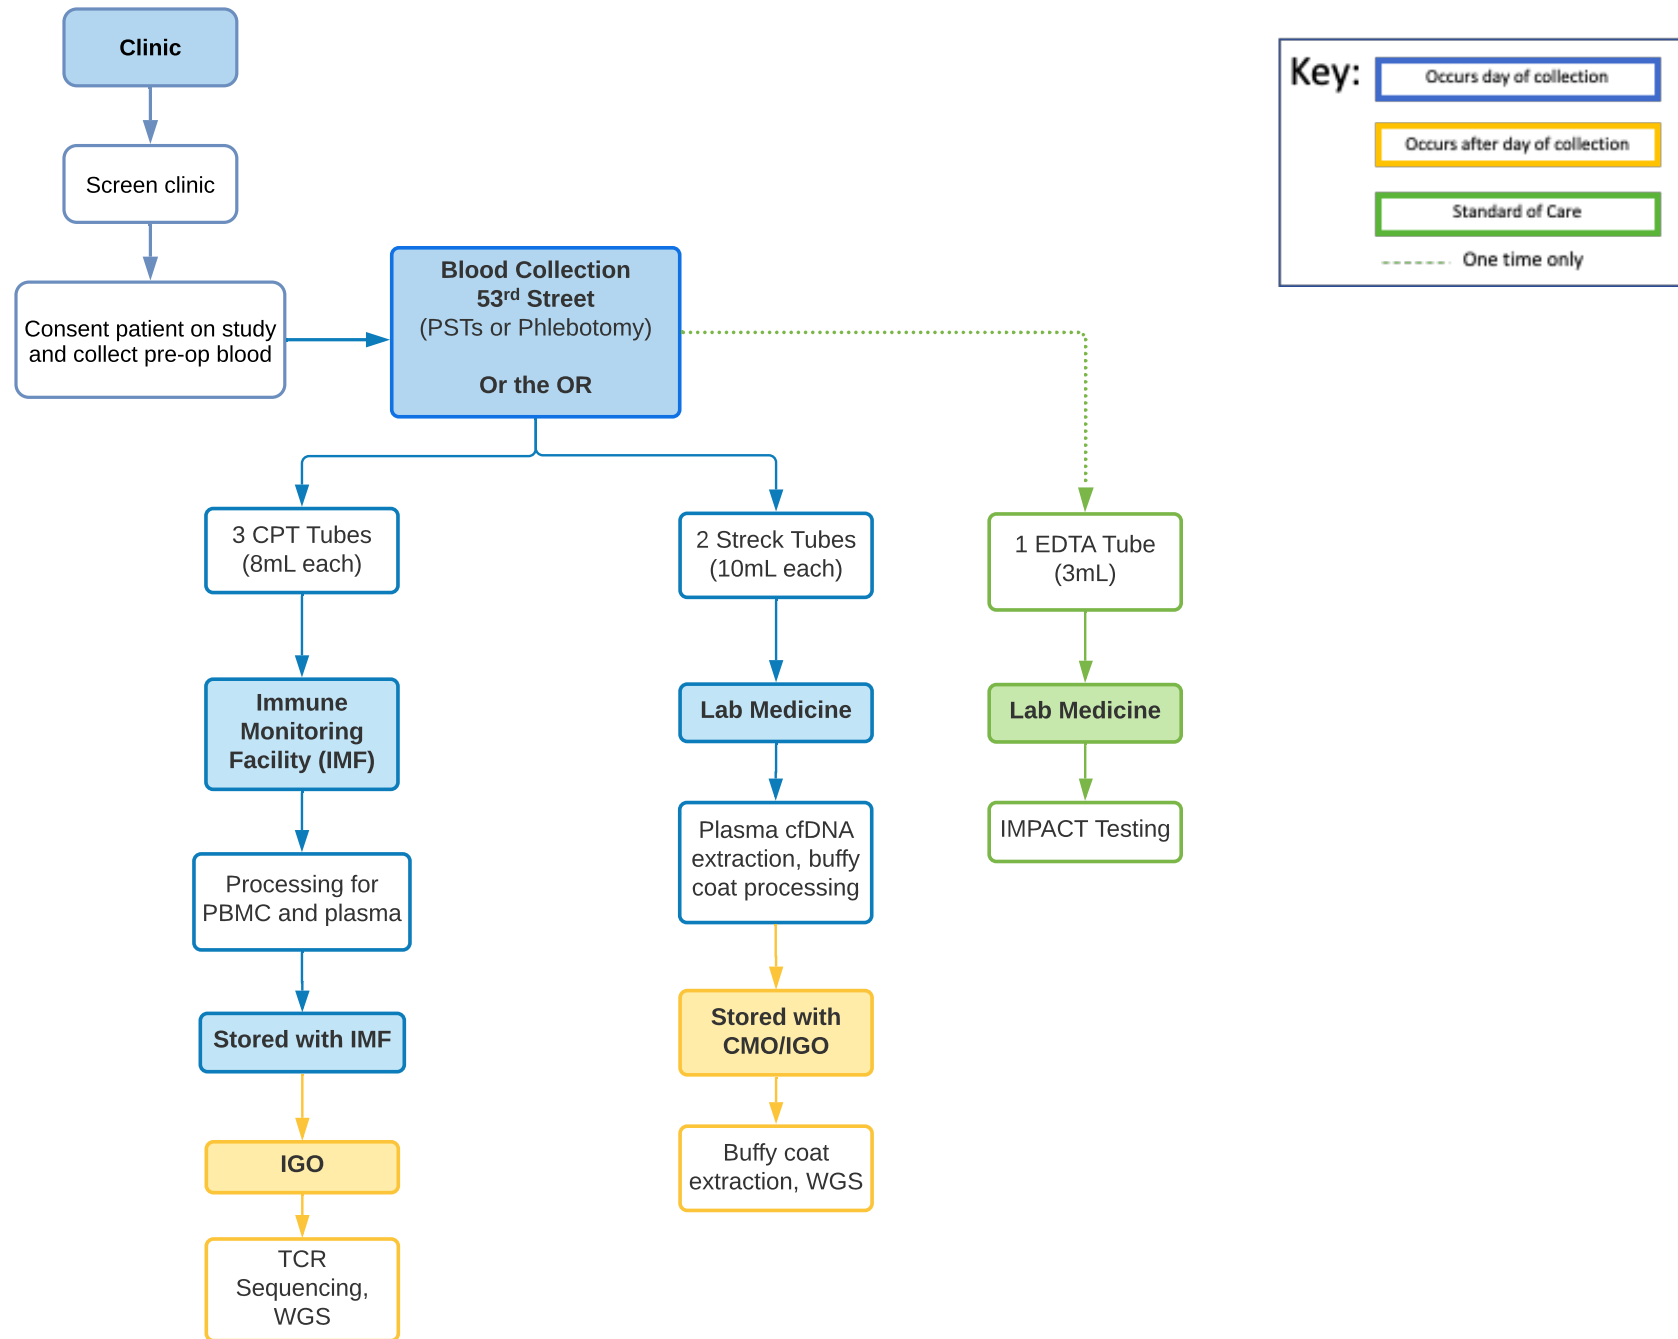 Clinic
Screen clinic
Consent patient on study
and collect pre-op blood
Blood Collection
53rd Street
(PSTs or Phlebotomy)
Or the OR
Key:
Occurs day of collection
Occurs after day of collection
Standard of Care
One time only
3 CPT Tubes
(8mL each)
Immune
Monitoring
Facility (IMF)
Processing for
PBMC and plasma
Stored with IMF
IGO
TCR
Sequencing,
WGS
2 Streck Tubes
(10mL each)
Lab Medicine
Plasma cfDNA
extraction, buffy
coat processing
Stored with
CMO/IGO
Buffy coat
extraction, WGS
1 EDTA Tube
(3mL)
Lab Medicine
IMPACT Testing